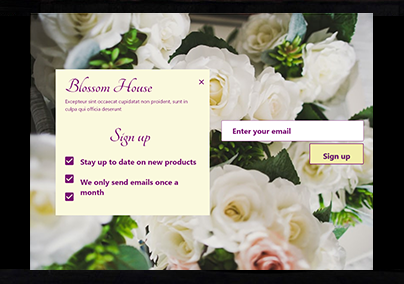 Blossom House
Excepteur sint occaecat cupidatat non proident, sunt in
culpa qui officia deserunt
Sign up
Stay up to date on new products
We only send emails once a
month
Enter your email
Sign up